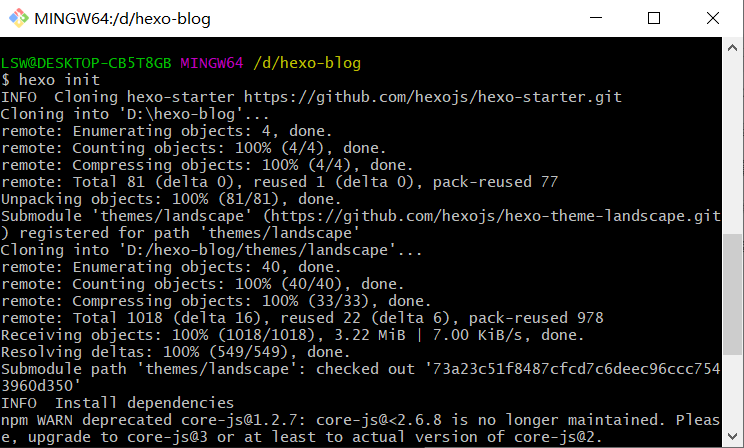 MINGW64:/d/hexo-blog
LSW@DESKTOP-CB5T8GB MINGW64 /d/hexo-blog
$ hexo init
INFO  Cloning hexo-starter https://github.com/hexojs/hexo-starter.git
Cloning into 'D:\hexo-blog'...
remote: Enumerating objects: 4, done.
remote: Counting objects: 100% (4/4), done.
remote: Compressing objects: 100% (4/4), done.
remote: Total 81 (delta 0), reused 1 (delta 0), pack-reused 77
Unpacking objects: 100% (81/81), done.
Submodule 'themes/landscape' (https://github.com/hexojs/hexo-theme-landscape.git
) registered for path 'themes/landscape'
Cloning into 'D:/hexo-blog/themes/landscape'...
remote: Enumerating objects: 40, done.
remote: Counting objects: 100% (40/40), done.
remote: Compressing objects: 100% (33/33), done.
remote: Total 1018 (delta 16), reused 22 (delta 6), pack-reused 978
Receiving objects: 100% (1018/1018), 3.22 MiB | 7.00 KiB/s, done.
Resolving deltas: 100% (549/549), done.
Submodule path 'themes/landscape': checked out '73a23c51f8487cfcd7c6deec96ccc754
3960d350'
INFO  Install dependencies
npm WARN deprecated core-js@1.2.7: core-js@<2.6.8 is no longer maintained. Pleas
e, upgrade to core-js@3 or at least to actual version of core-js@2.